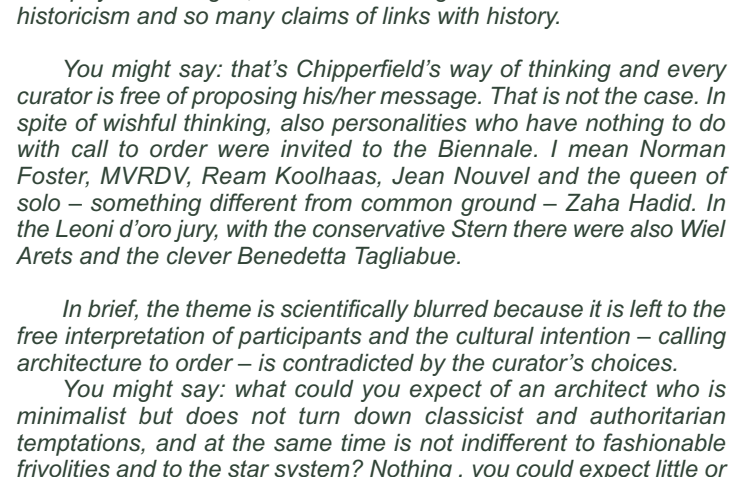 historicism and so many claims of links with history.
You might say: that's Chipperfield's way of thinking and every
curator is free of proposing his/her message. That is not the case. In
spite of wishful thinking, also personalities who have nothing to do
with call to order were invited to the Biennale. I mean Norman
Foster, MVRDV, Ream Koolhaas, Jean Nouvel and the queen of
solo – something different from common ground – Zaha Hadid. In
the Leoni d'oro jury, with the conservative Stern there were also Wiel
Arets and the clever Benedetta Tagliabue.
In brief, the theme is scientifically blurred because it is left to the
free interpretation of participants and the cultural intention – calling
architecture to order – is contradicted by the curator's choices.
You might say: what could you expect of an architect who is
minimalist but does not turn down classicist and authoritarian
temptations, and at the same time is not indifferent to fashionable
frivolities and to the star system? Nothing , you could expect little or